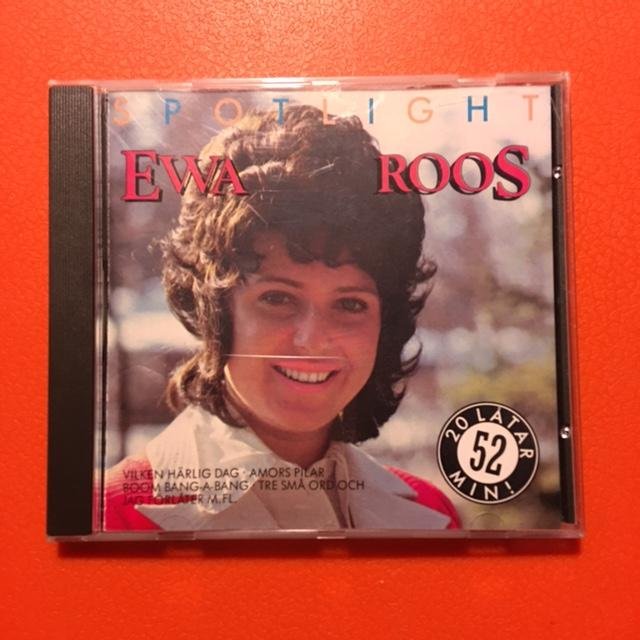 SPOTLIGHT
EWA ROOS
VILKEN HÄRLIG DAG · AMORS PILAR
BOOM BANG-A-BANG · TRE SMÅ ORD OCH
JAG FÖRLÅTER M.FL.
20 LÅTAR
52
MIN!